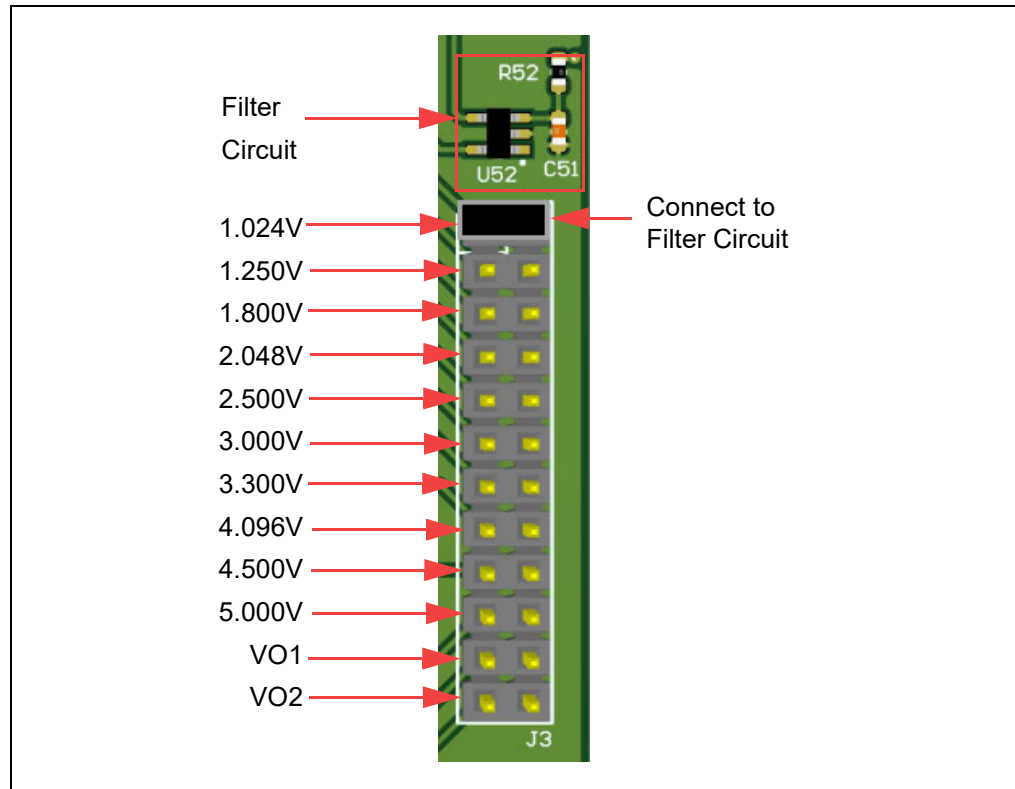 R52
Filter
Circuit
U52
C51
Connect to
Filter Circuit
1.024V
1.250V
1.800V
2.048V
2.500V
3.000V
3.300V
4.096V
4.500V
5.000V
VO1
VO2
J3